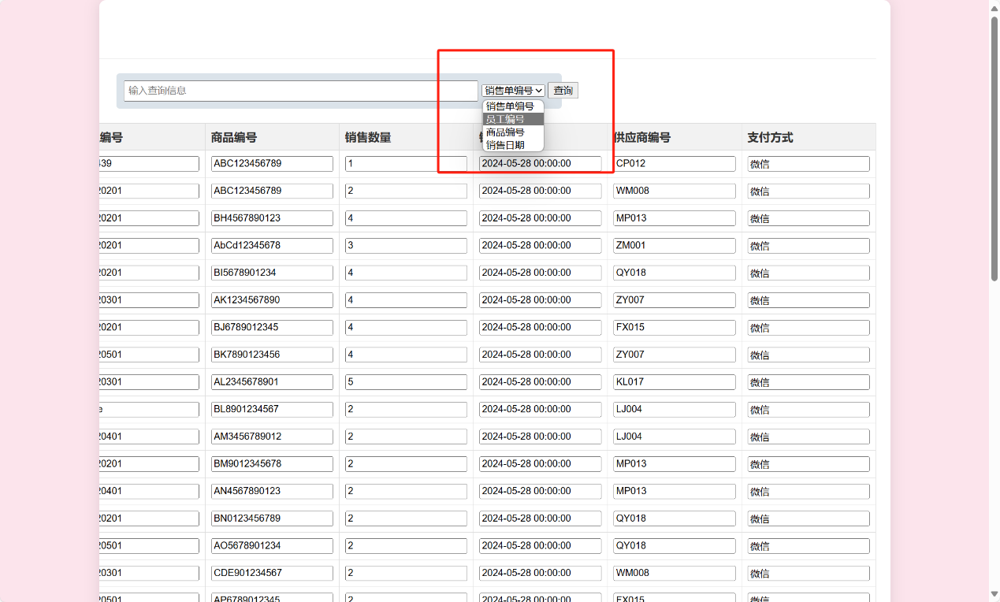 输入查询信息 销售单编号 查询
销售单编号
员工编号
商品编号
销售日期
编号 商品编号 销售数量 供应商编号 支付方式
439 ABC123456789 1 2024-05-28 00:00:00 CP012 微信
20201 ABC123456789 2 2024-05-28 00:00:00 WM008 微信
20201 BH4567890123 4 2024-05-28 00:00:00 MP013 微信
20201 AbCd12345678 3 2024-05-28 00:00:00 ZM001 微信
20201 BI5678901234 4 2024-05-28 00:00:00 QY018 微信
20301 AK1234567890 4 2024-05-28 00:00:00 ZY007 微信
20201 BJ6789012345 4 2024-05-28 00:00:00 FX015 微信
20501 BK7890123456 4 2024-05-28 00:00:00 ZY007 微信
20301 AL2345678901 5 2024-05-28 00:00:00 KL017 微信
e BL8901234567 2 2024-05-28 00:00:00 LJ004 微信
20401 AM3456789012 2 2024-05-28 00:00:00 LJ004 微信
20201 BM9012345678 2 2024-05-28 00:00:00 MP013 微信
20401 AN4567890123 2 2024-05-28 00:00:00 MP013 微信
20201 BN0123456789 2 2024-05-28 00:00:00 QY018 微信
20501 AO5678901234 2 2024-05-28 00:00:00 QY018 微信
20301 CDE901234567 2 2024-05-28 00:00:00 WM008 微信
20501 AP6789012345 2 2024-05-28 00:00:00 FX015 微信